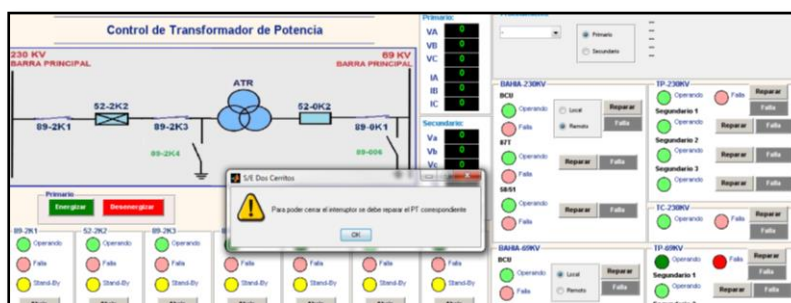 Control de Transformador de Potencia
230 KV
BARRA PRINCIPAL
69 KV
BARRA PRINCIPAL
ATR
52-2K2
52-0K2
89-2K1
89-2K3
89-0K1
89-2K4
89-006
Primario:
VA 0
VB 0
VC 0
IA 0
IB 0
IC 0
Secundario:
Va 0
Vb 0
Vc 0
Primario
Energizar
Desenergizar
S/E Dos Cerritos
Para poder cerrar el interruptor se debe reparar el PT correspondiente
OK
89-2K1
52-2K2
89-2K3
Operando
Operando
Operando
Falla
Falla
Falla
Falla
Falla
Falla
Falla
Stand-By
Stand-By
Stand-By
Stand-By
Stand-By
Stand-By
Stand-By
-
Primario
Secundario
--
--
--
--
BAHIA-230KV
BCU
Operando
Falla
Local
Remoto
Reparar
Falla
87T
Operando
Falla
Reparar
Falla
50/51
Operando
Falla
Reparar
Falla
TP-230KV
Operando
Falla
Reparar
Falla
Segundario 1
Operando
Reparar
Falla
Segundario 2
Operando
Reparar
Falla
Segundario 3
Operando
Reparar
Falla
TC-230KV
Operando
Falla
Reparar
Falla
BAHIA-69KV
BCU
Operando
Falla
Local
Remoto
Reparar
Falla
TP-69KV
Operando
Falla
Reparar
Falla
Segundario 1
Operando
Reparar
Falla